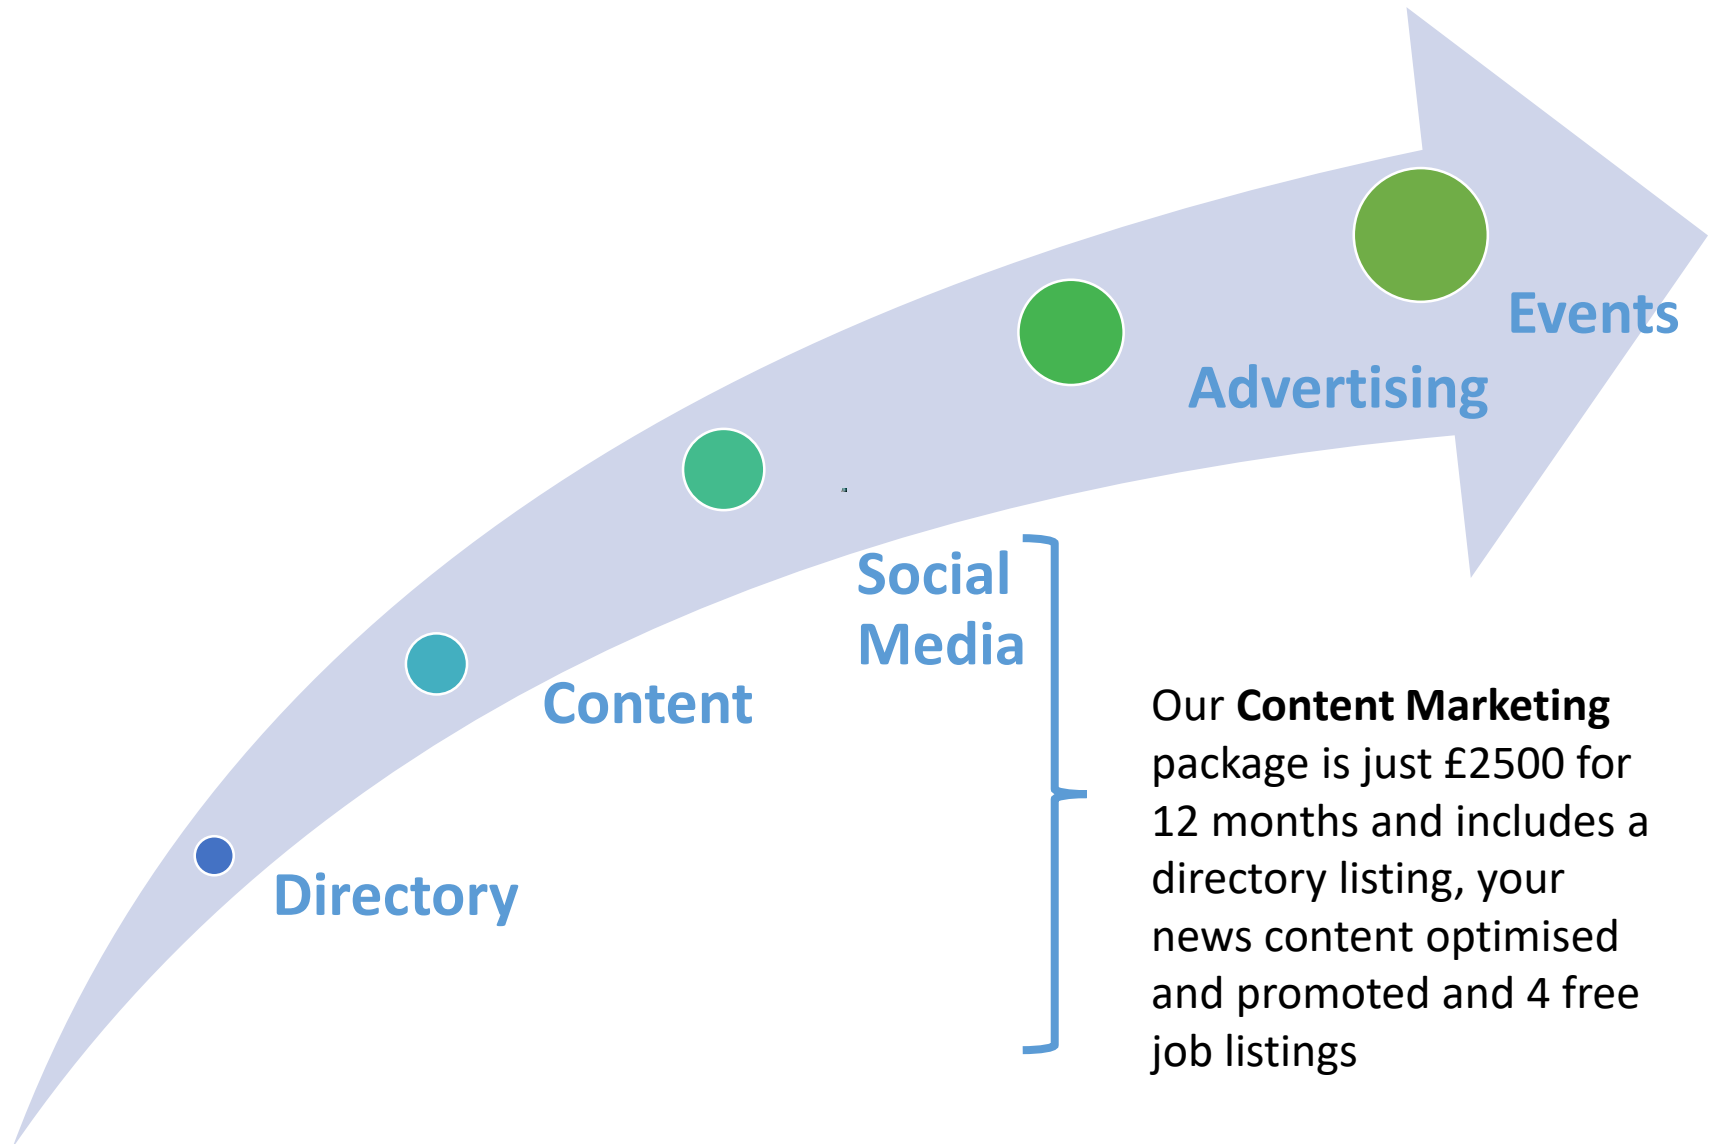 Events
Advertising
Social
Media
Content
Directory
Our Content Marketing
package is just £2500 for
12 months and includes a
directory listing, your
news content optimised
and promoted and 4 free
job listings